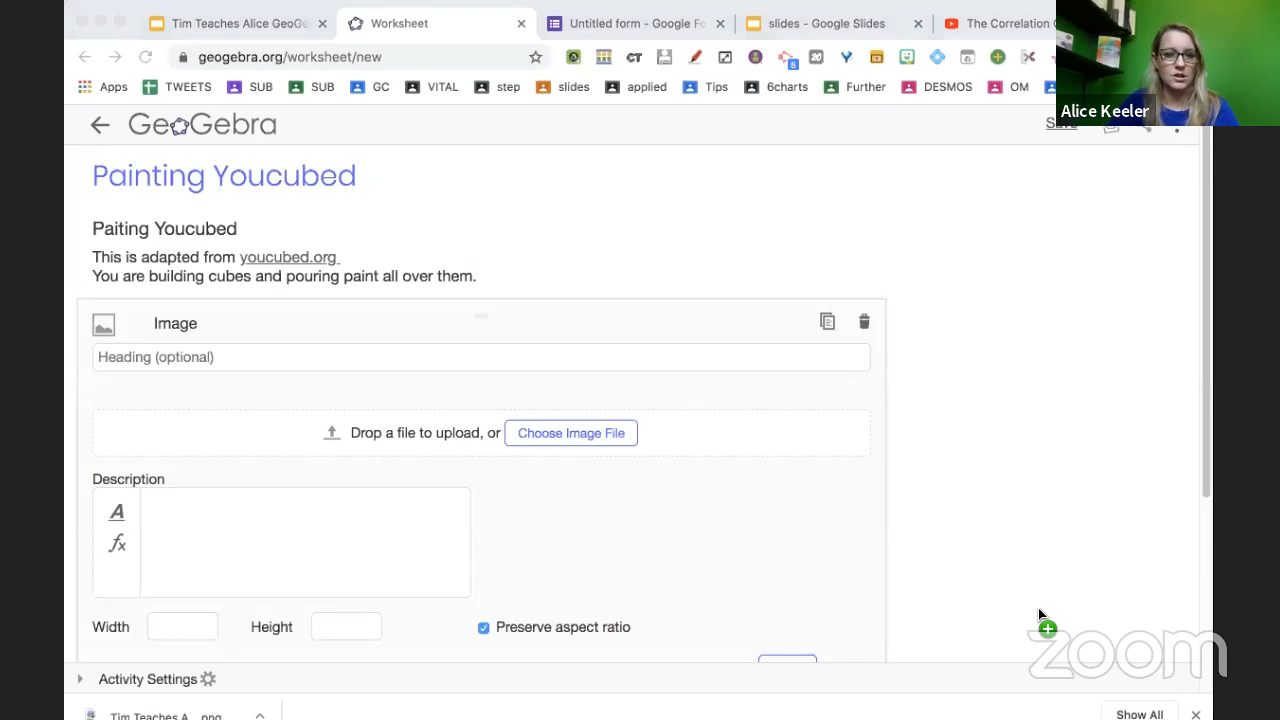 Tim Teaches Alice GeoGe
Worksheet
Untitled form - Google Fo
slides - Google Slides
The Correlation C
geogebra.org/worksheet/new
Apps
TWEETS
SUB
SUB
GC
VITAL
step
slides
applied
Tips
6charts
Further
DESMOS
OM
Alice Keeler
GeoGebra
Save
Painting Youcubed
Paiting Youcubed
This is adapted from youcubed.org
You are building cubes and pouring paint all over them.
Image
Heading (optional)
Drop a file to upload, or Choose Image File
Description
A
fx
Width
Height
Preserve aspect ratio
zoom
Activity Settings
Tim Teaches A....png
Show All